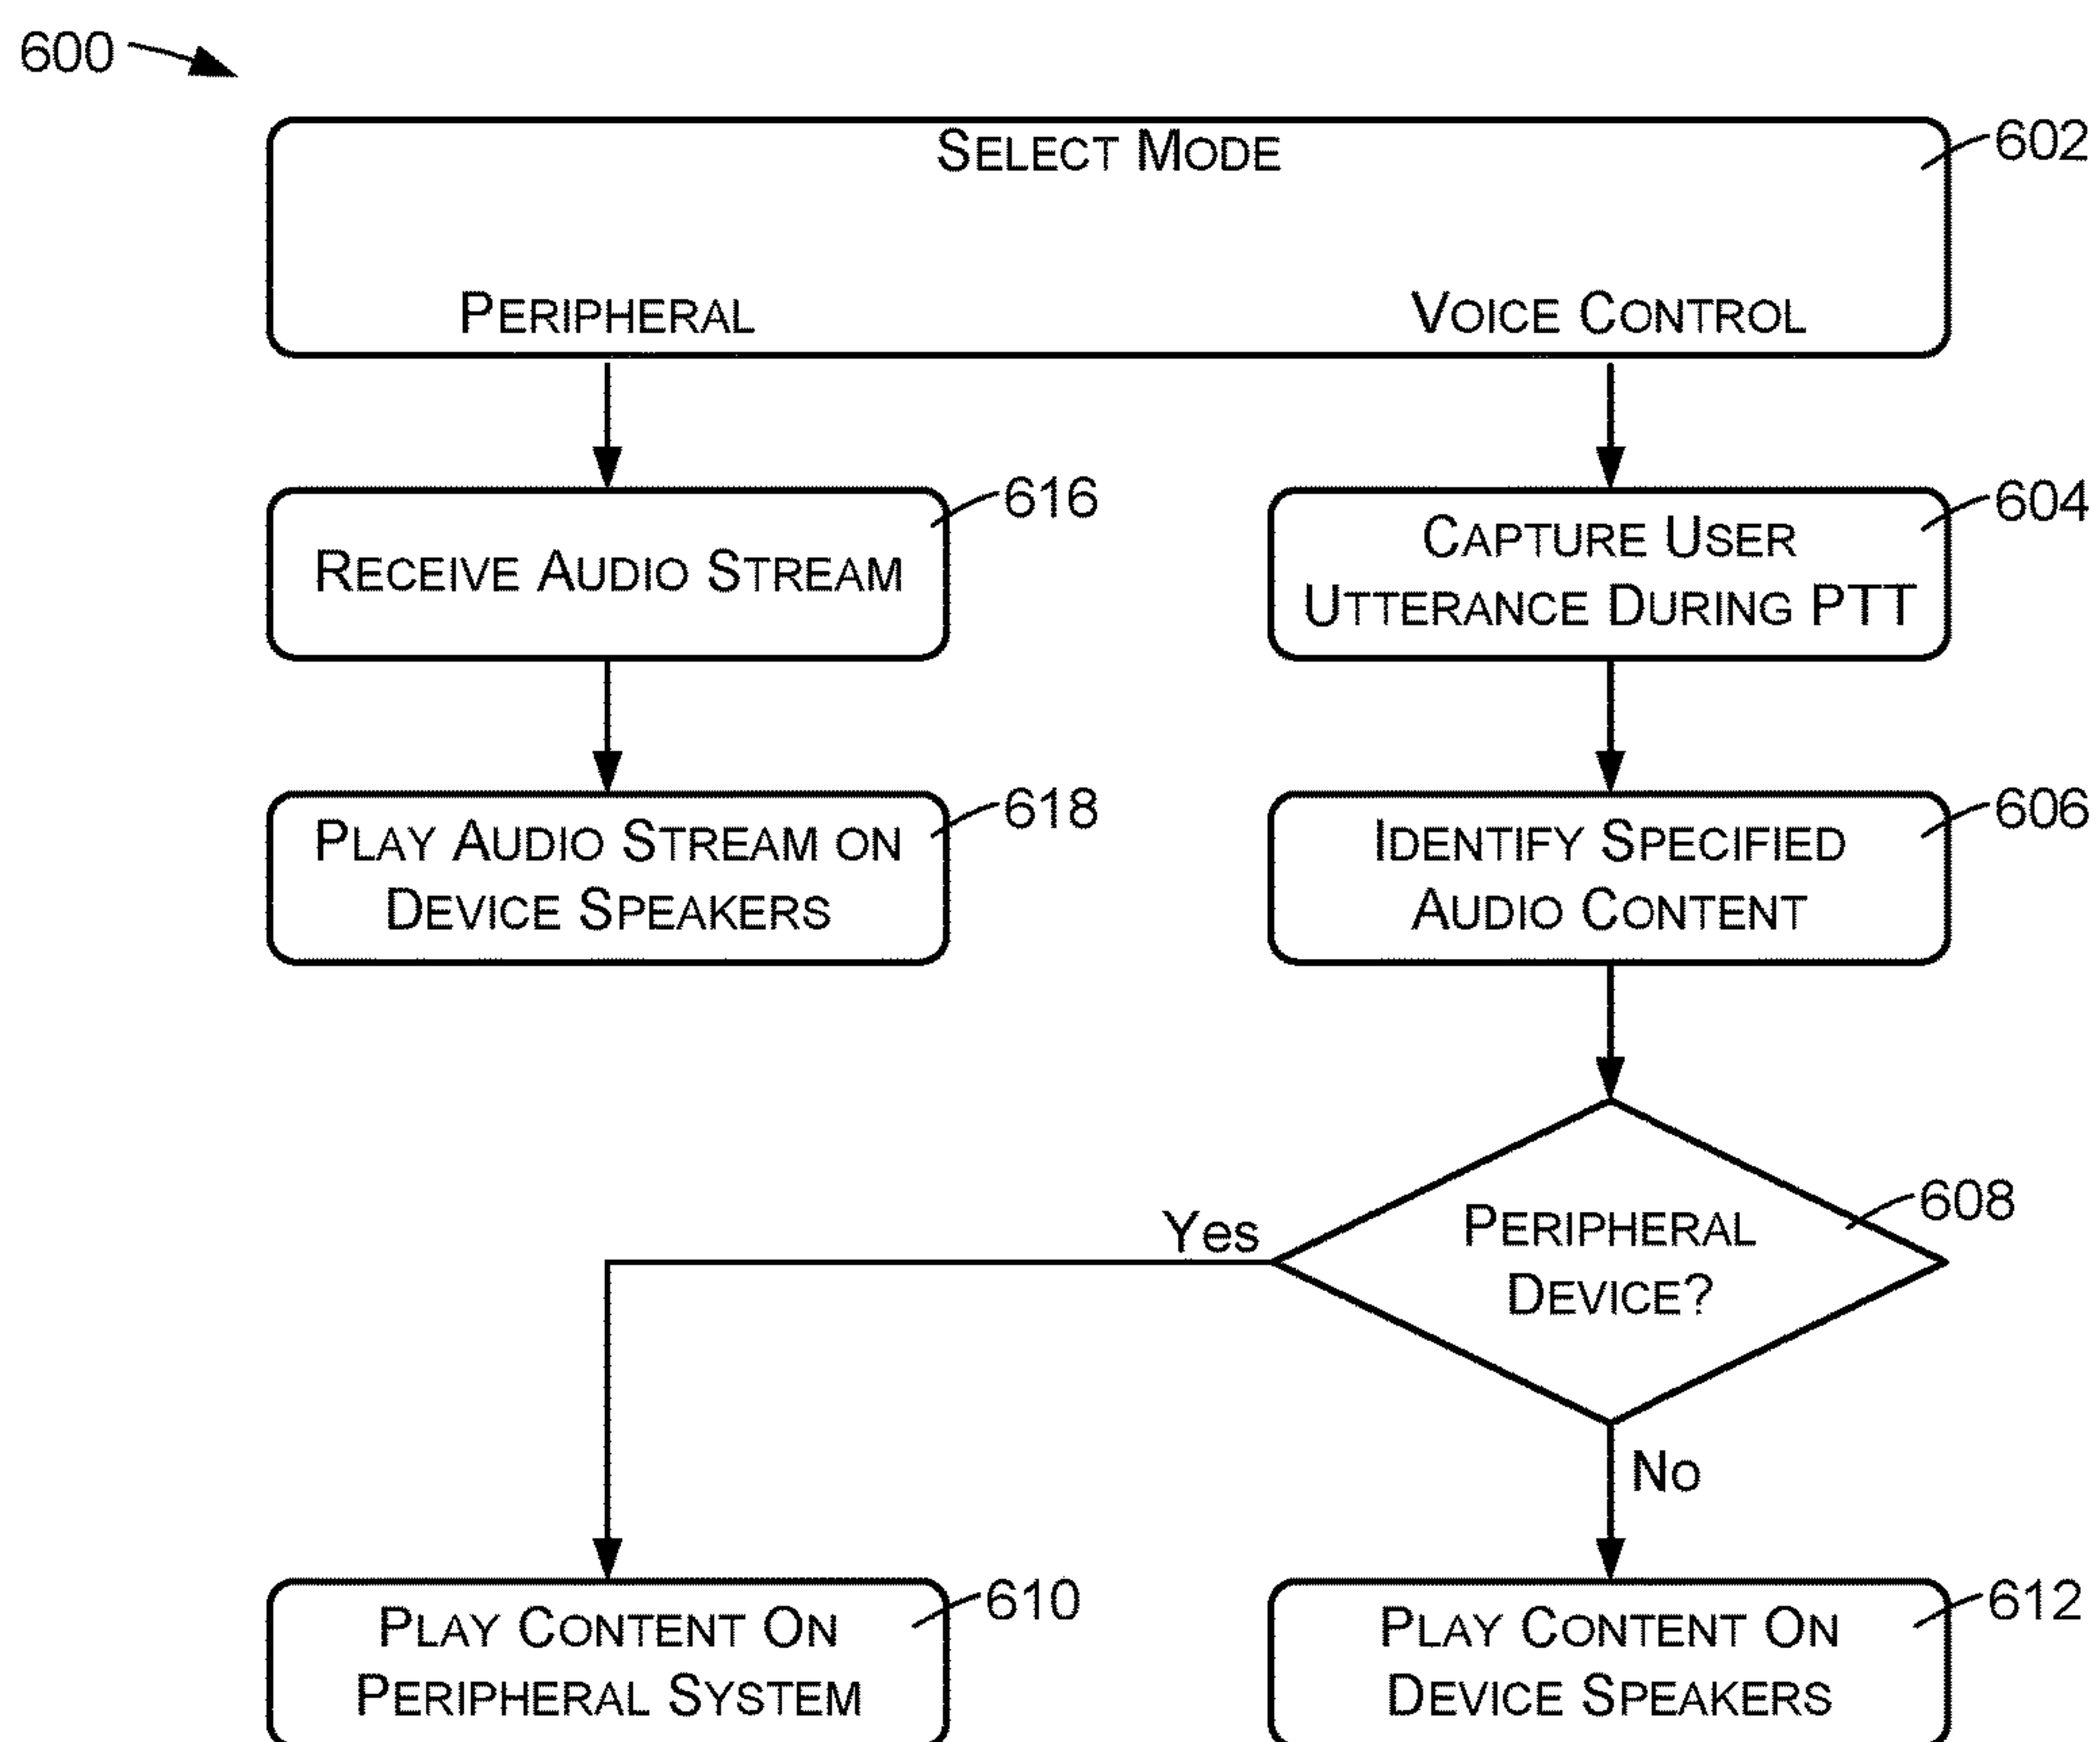 600
SELECT MODE
602
PERIPHERAL
VOICE CONTROL
616
RECEIVE AUDIO STREAM
604
CAPTURE USER
UTTERANCE DURING PTT
618
PLAY AUDIO STREAM ON
DEVICE SPEAKERS
606
IDENTIFY SPECIFIED
AUDIO CONTENT
608
PERIPHERAL
DEVICE?
Yes
No
610
PLAY CONTENT ON
PERIPHERAL SYSTEM
612
PLAY CONTENT ON
DEVICE SPEAKERS